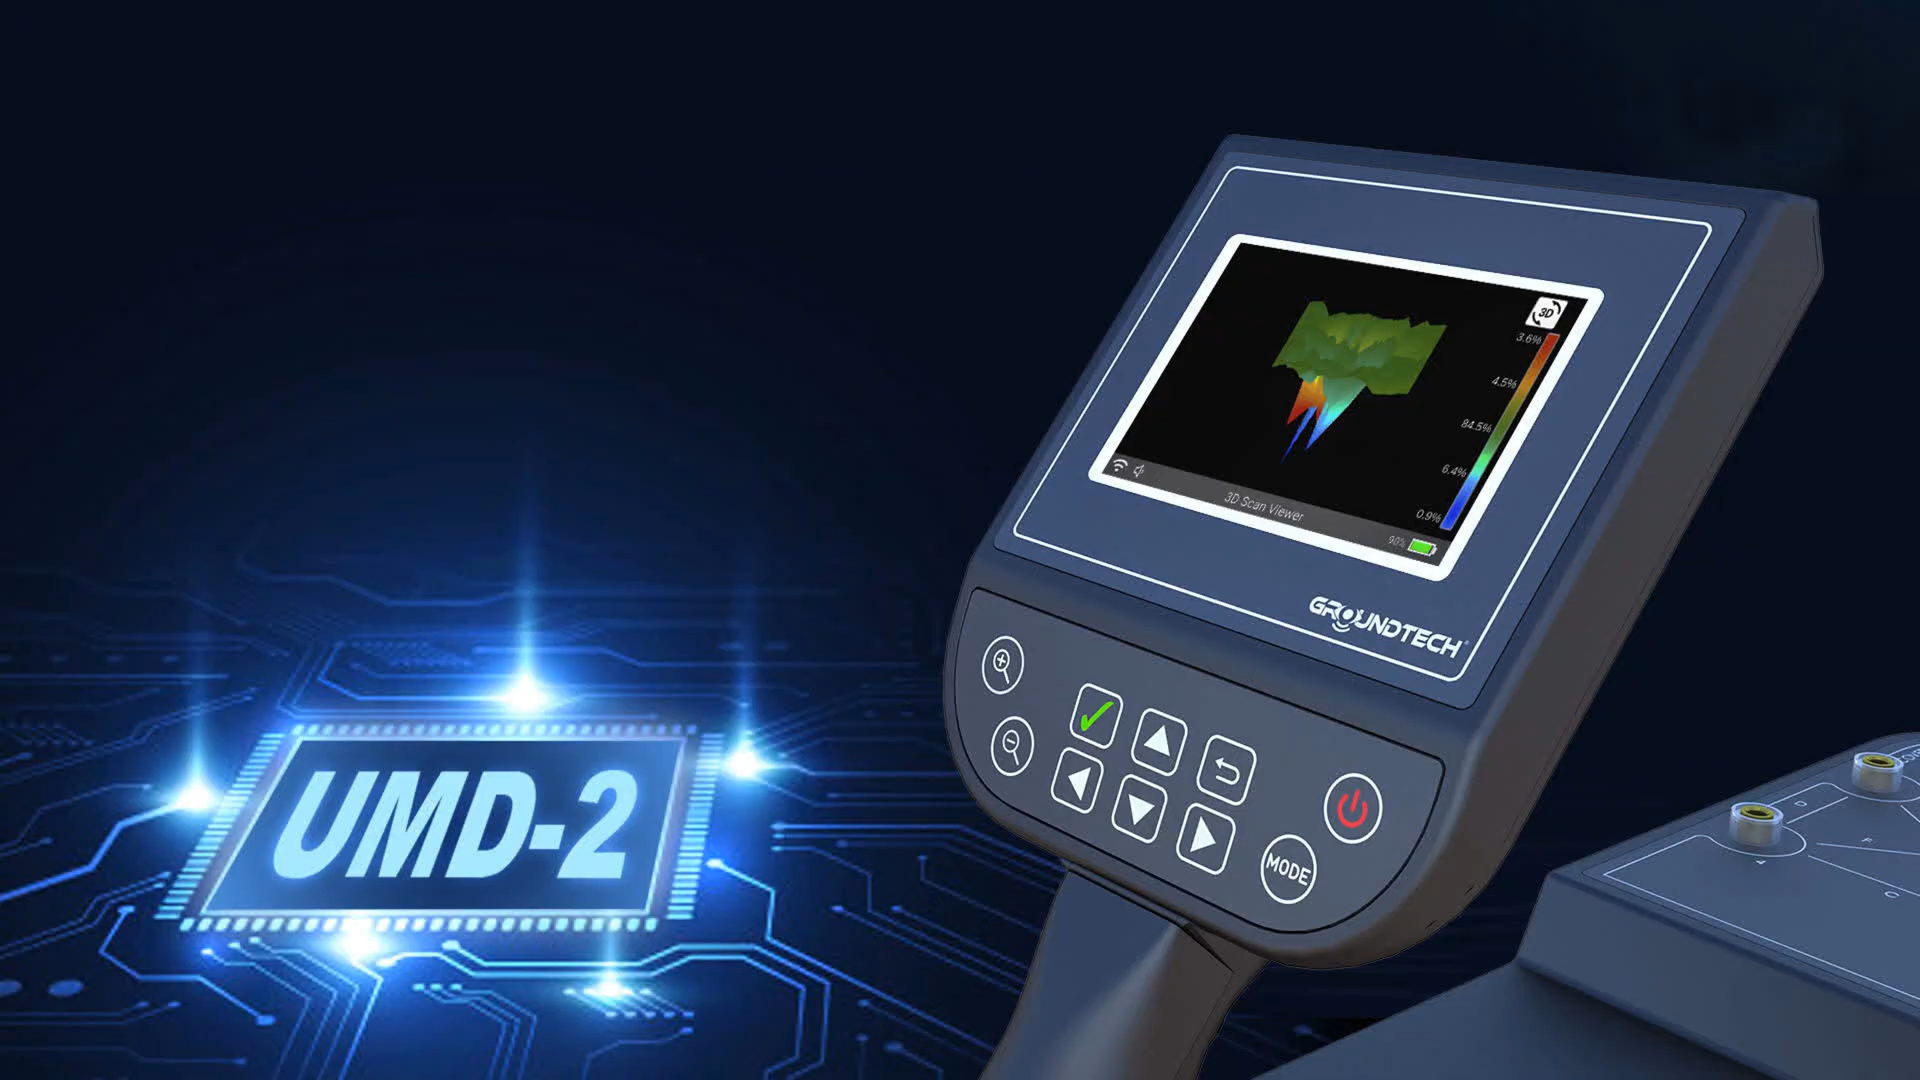 UMD-2
3D
3.6%
4.5%
84.5%
6.4%
0.9%
3D Scan Viewer
90%
GROUNDTECH
MODE
D
F
C